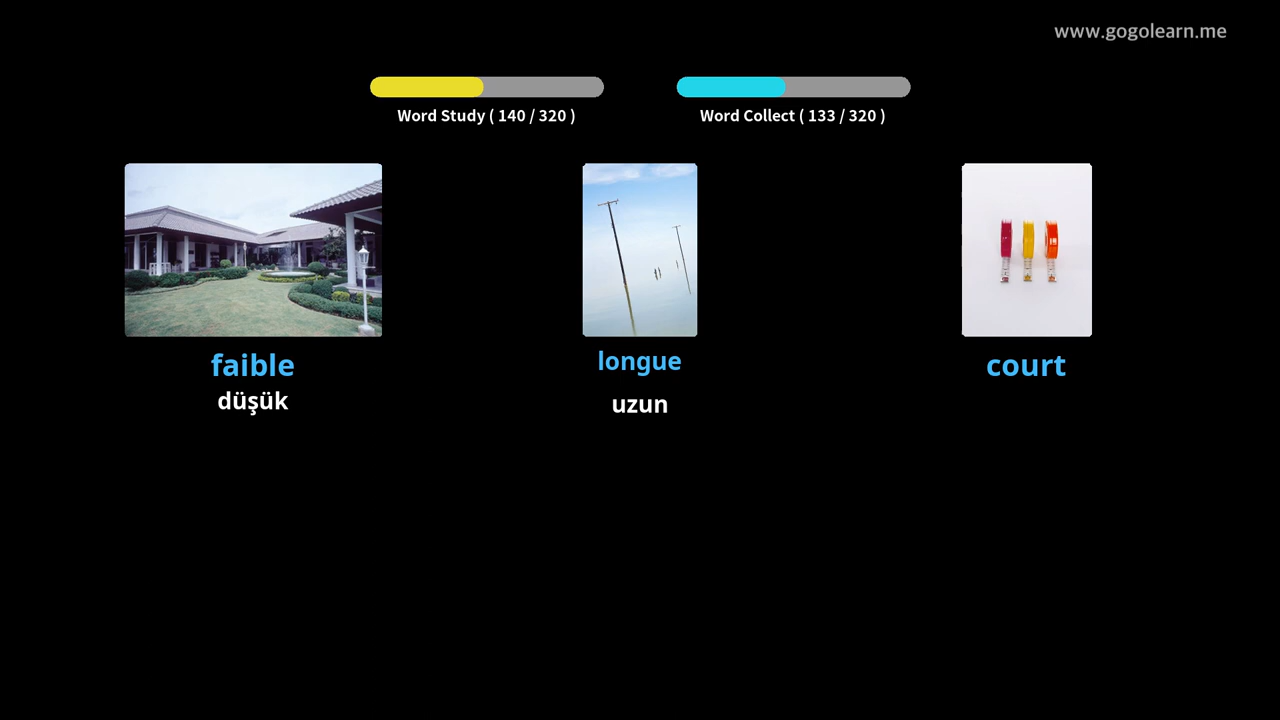 www.gogolearn.me
Word Study ( 140 / 320 )
Word Collect ( 133 / 320 )
faible
longue
court
düşük
uzun